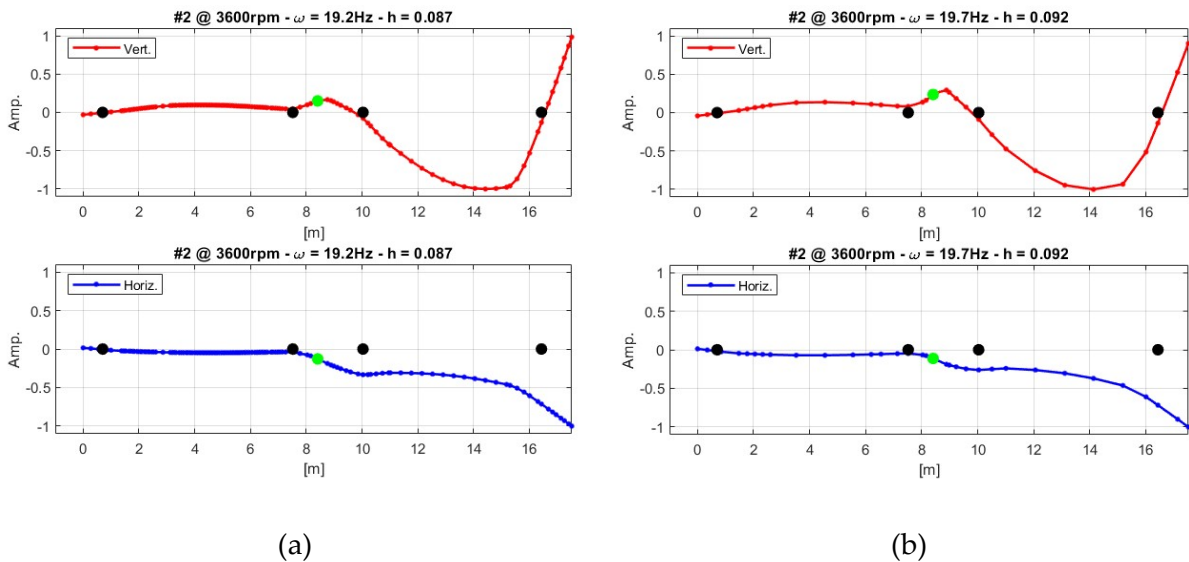 #2 @ 3600rpm - ω = 19.2Hz - h = 0.087
Vert.
Amp.
1
0.5
0
-0.5
-1
0 2 4 6 8 10 12 14 16
[m]
#2 @ 3600rpm - ω = 19.2Hz - h = 0.087
Horiz.
Amp.
1
0.5
0
-0.5
-1
0 2 4 6 8 10 12 14 16
[m]
(a)
#2 @ 3600rpm - ω = 19.7Hz - h = 0.092
Vert.
Amp.
1
0.5
0
-0.5
-1
0 2 4 6 8 10 12 14 16
[m]
#2 @ 3600rpm - ω = 19.7Hz - h = 0.092
Horiz.
Amp.
1
0.5
0
-0.5
-1
0 2 4 6 8 10 12 14 16
[m]
(b)